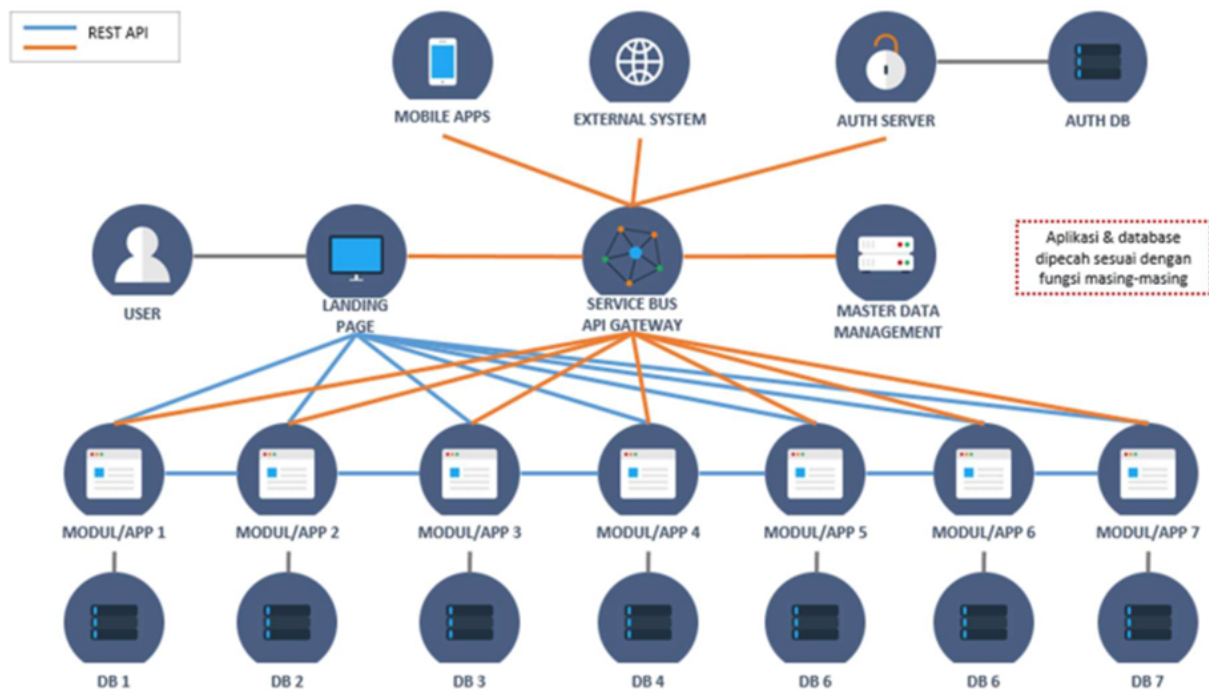 REST API
MOBILE APPS
EXTERNAL SYSTEM
AUTH SERVER
AUTH DB
USER
LANDING
PAGE
SERVICE BUS
API GATEWAY
MASTER DATA
MANAGEMENT
Aplikasi & database
dipecah sesuai dengan
fungsi masing-masing
MODUL/APP 1
MODUL/APP 2
MODUL/APP 3
MODUL/APP 4
MODUL/APP 5
MODUL/APP 6
MODUL/APP 7
DB 1
DB 2
DB 3
DB 4
DB 6
DB 6
DB 7